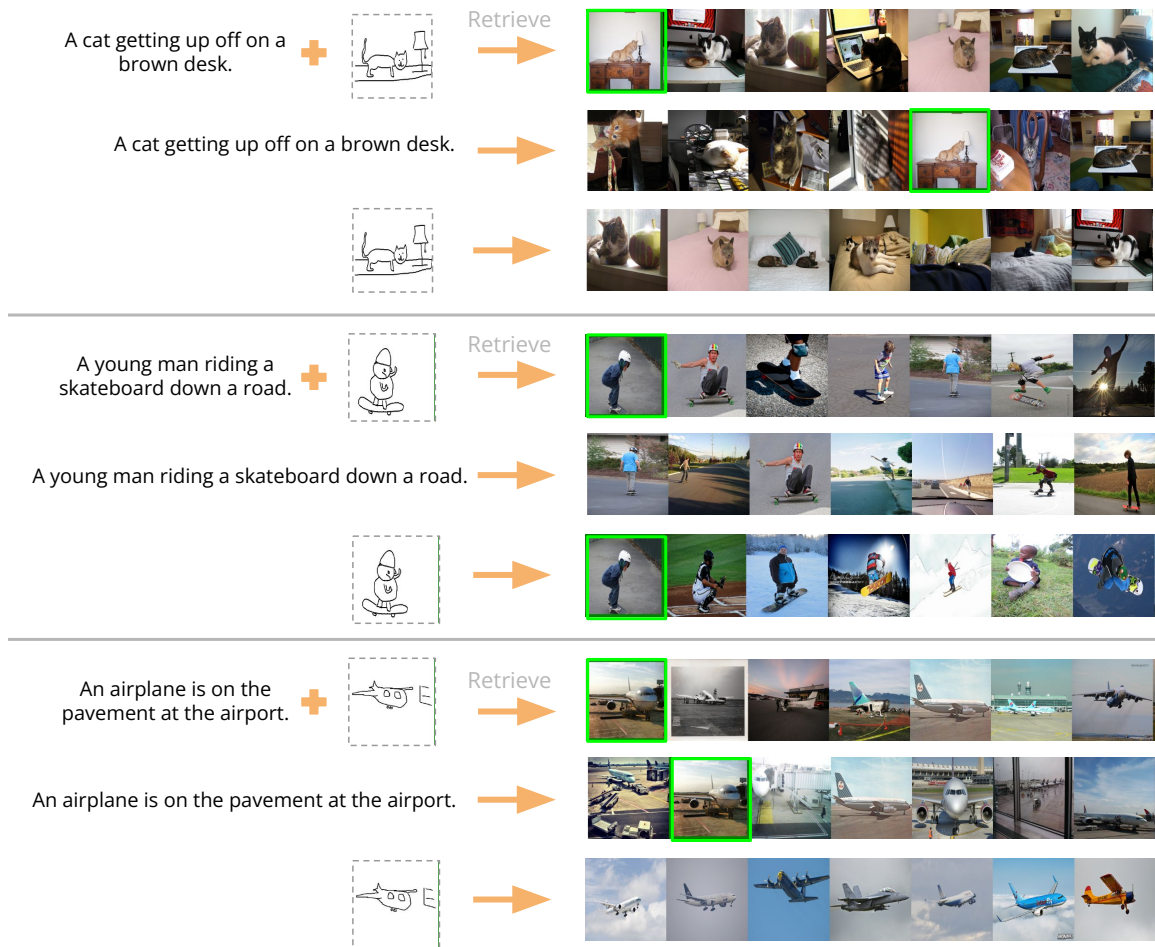 Retrieve
A cat getting up off on a
brown desk.
A cat getting up off on a brown desk.
Retrieve
A young man riding a
skateboard down a road.
A young man riding a skateboard down a road.
Retrieve
An airplane is on the
pavement at the airport.
An airplane is on the pavement at the airport.